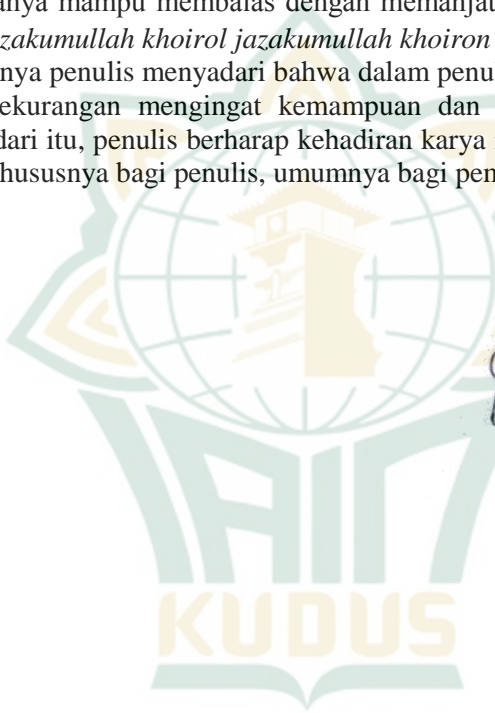 anya mampu membalas dengan memanjat
zakumullah khoirol jazakumullah khoiron
nya penulis menyadari bahwa dalam penu
ekurangan mengingat kemampuan dan
dari itu, penulis berharap kehadiran karya
hususnya bagi penulis, umumnya bagi pen
IAIN
KUDUS